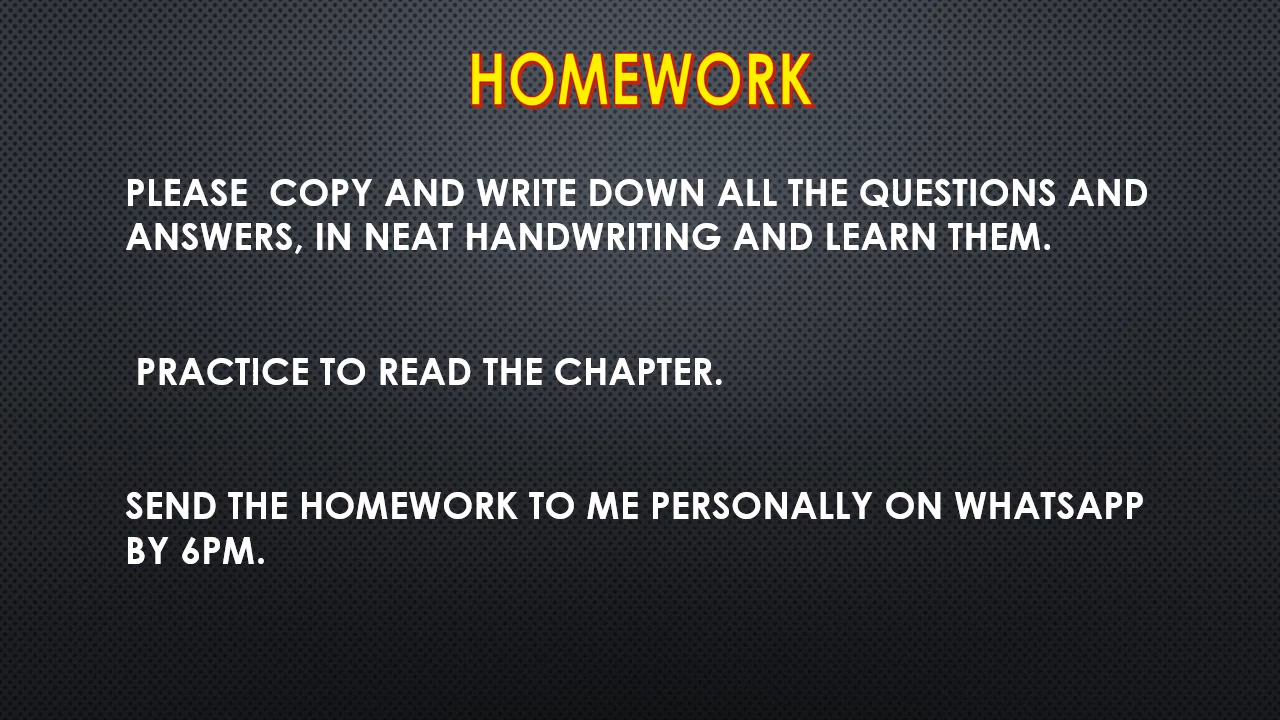 HOMEWORK
PLEASE  COPY AND WRITE DOWN ALL THE QUESTIONS AND
ANSWERS, IN NEAT HANDWRITING AND LEARN THEM.
PRACTICE TO READ THE CHAPTER.
SEND THE HOMEWORK TO ME PERSONALLY ON WHATSAPP
BY 6PM.